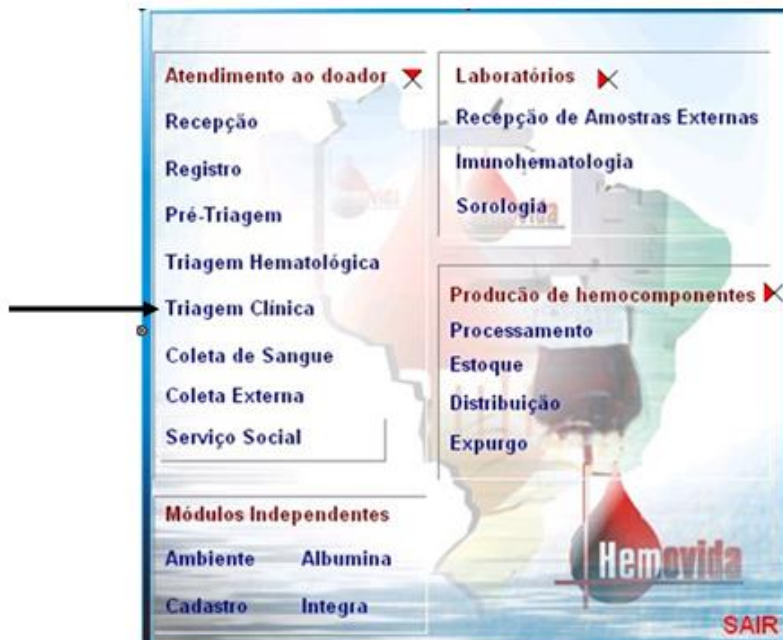 Atendimento ao doador
Recepção
Registro
Pré-Triagem
Triagem Hematológica
Triagem Clínica
Coleta de Sangue
Coleta Externa
Serviço Social
Laboratórios
Recepção de Amostras Externas
Imunohematologia
Sorologia
Producão de hemocomponentes
Processamento
Estoque
Distribuição
Expurgo
Módulos Independentes
Ambiente Albumina
Cadastro Integra
Hemovida
SAIR